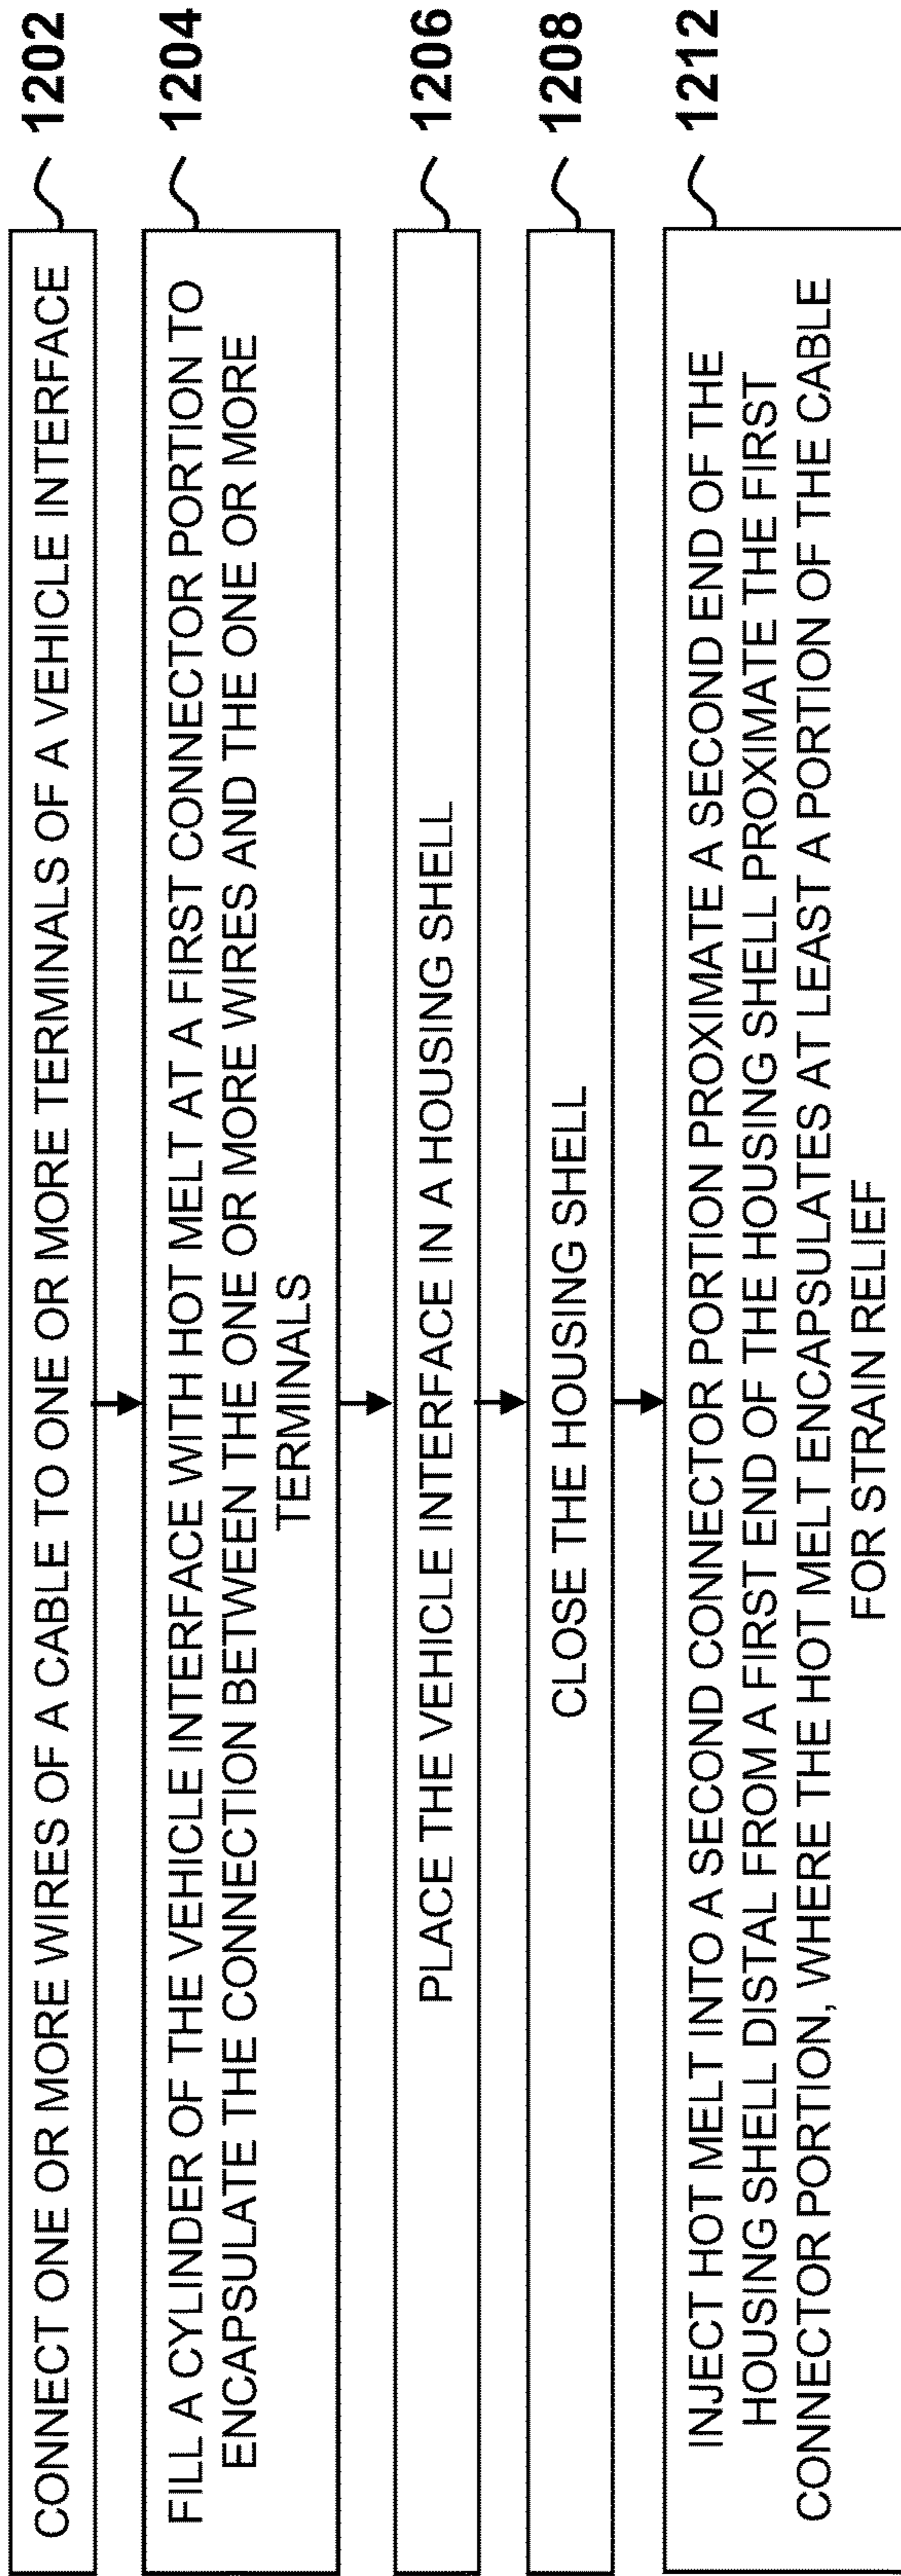 CONNECT ONE OR MORE WIRES OF A CABLE TO ONE OR MORE TERMINALS OF A VEHICLE INTERFACE
1202
FILL A CYLINDER OF THE VEHICLE INTERFACE WITH HOT MELT AT A FIRST CONNECTOR PORTION TO
ENCAPSULATE THE CONNECTION BETWEEN THE ONE OR MORE WIRES AND THE ONE OR MORE
TERMINALS
1204
PLACE THE VEHICLE INTERFACE IN A HOUSING SHELL
1206
CLOSE THE HOUSING SHELL
1208
INJECT HOT MELT INTO A SECOND CONNECTOR PORTION PROXIMATE A SECOND END OF THE
HOUSING SHELL DISTAL FROM A FIRST END OF THE HOUSING SHELL PROXIMATE THE FIRST
CONNECTOR PORTION, WHERE THE HOT MELT ENCAPSULATES AT LEAST A PORTION OF THE CABLE
FOR STRAIN RELIEF
1212